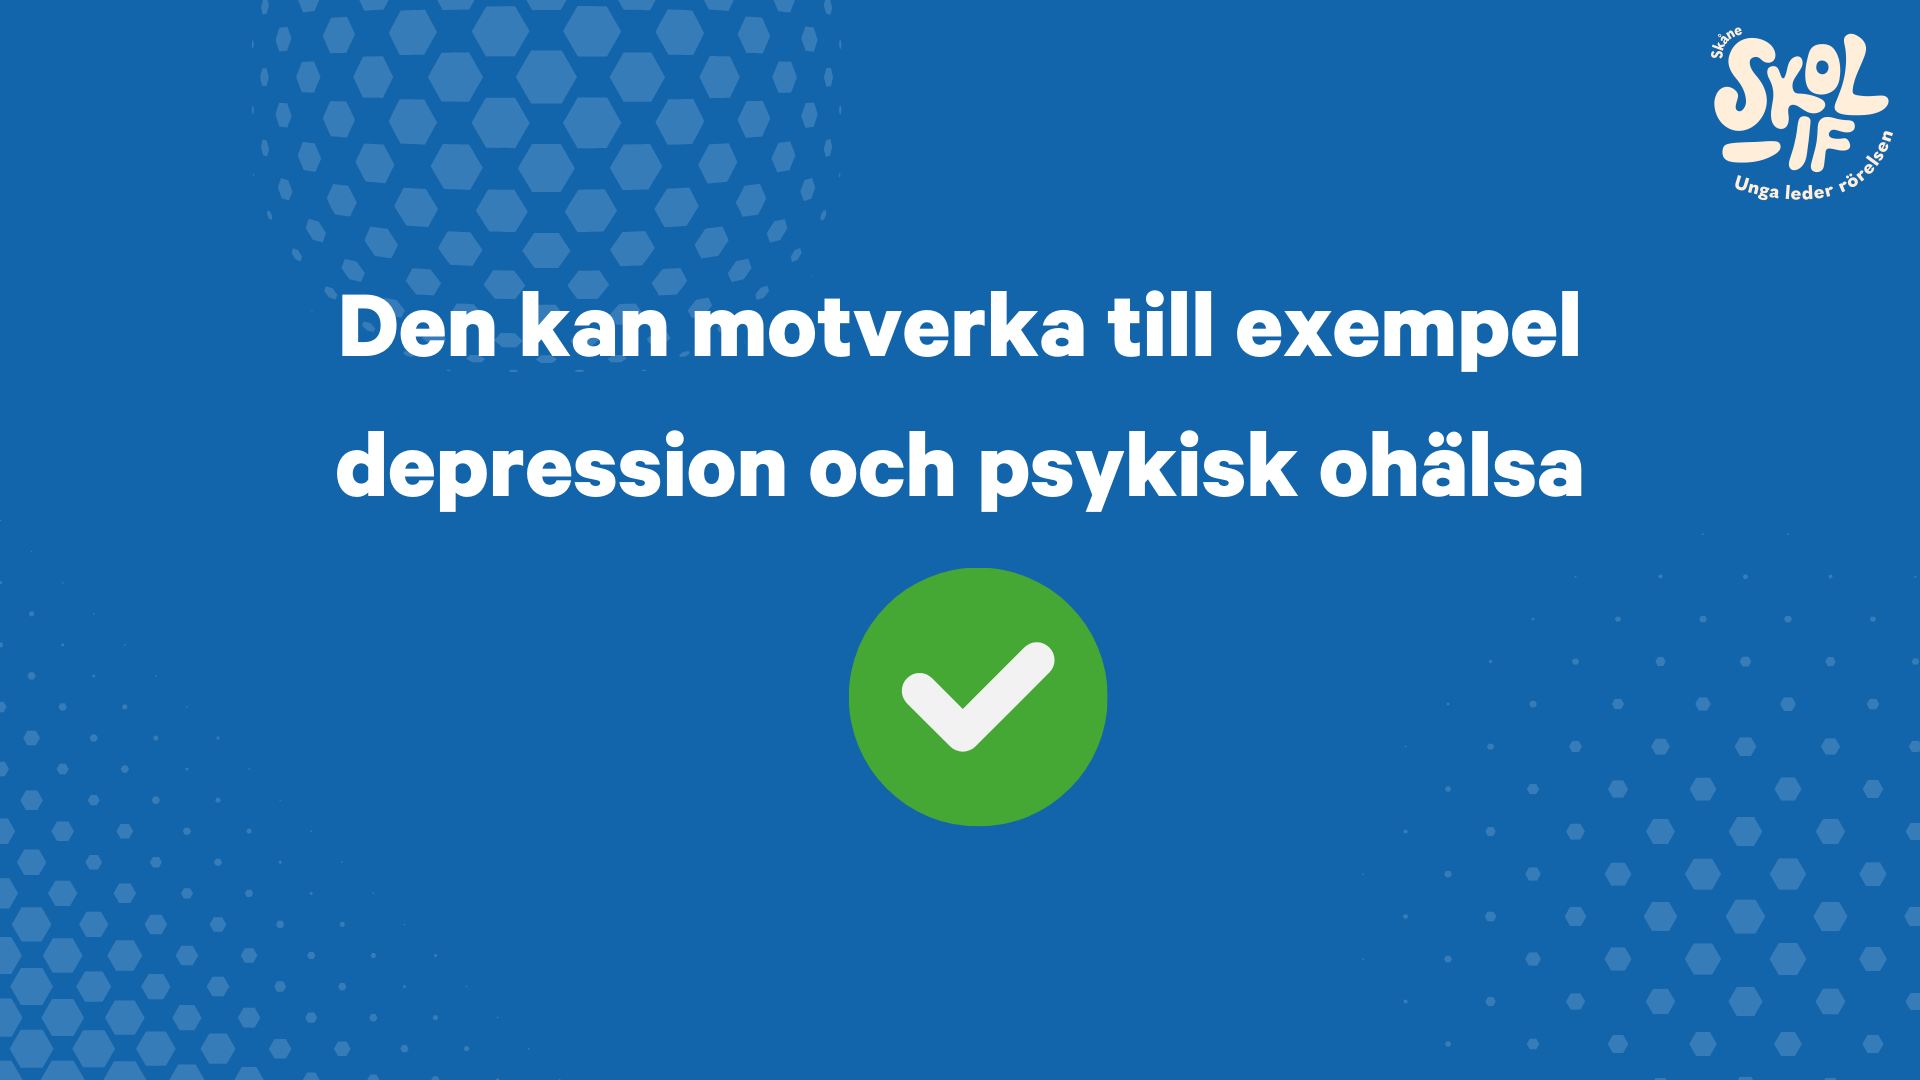 Skåne
SKOL
-IF
Unga leder rörelsen
Den kan motverka till exempel
depression och psykisk ohälsa